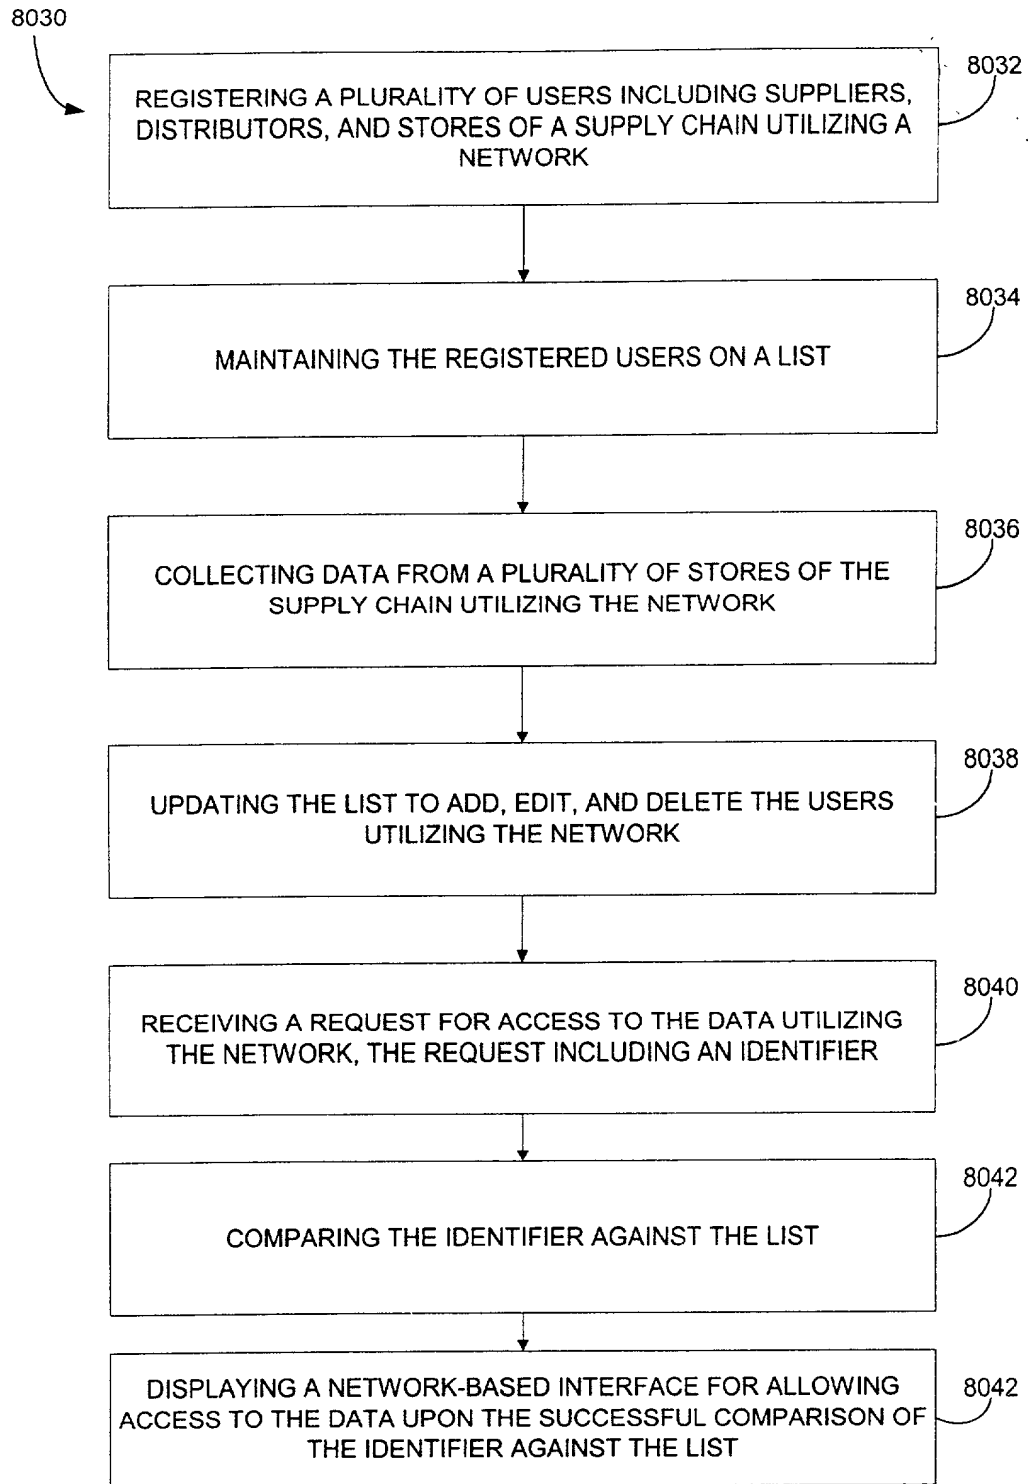 8030
8032
REGISTERING A PLURALITY OF USERS INCLUDING SUPPLIERS,
DISTRIBUTORS, AND STORES OF A SUPPLY CHAIN UTILIZING A
NETWORK
8034
MAINTAINING THE REGISTERED USERS ON A LIST
8036
COLLECTING DATA FROM A PLURALITY OF STORES OF THE
SUPPLY CHAIN UTILIZING THE NETWORK
8038
UPDATING THE LIST TO ADD, EDIT, AND DELETE THE USERS
UTILIZING THE NETWORK
8040
RECEIVING A REQUEST FOR ACCESS TO THE DATA UTILIZING
THE NETWORK, THE REQUEST INCLUDING AN IDENTIFIER
8042
COMPARING THE IDENTIFIER AGAINST THE LIST
8042
DISPLAYING A NETWORK-BASED INTERFACE FOR ALLOWING
ACCESS TO THE DATA UPON THE SUCCESSFUL COMPARISON OF
THE IDENTIFIER AGAINST THE LIST